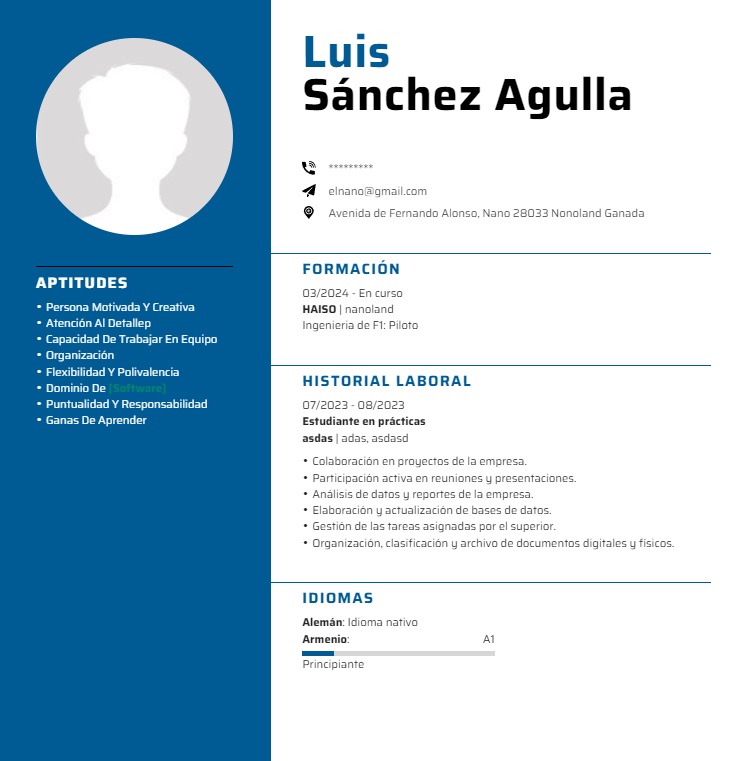 Luis
Sánchez Agulla
*********
elnano@gmail.com
Avenida de Fernando Alonso, Nano 28033 Nonoland Ganada
APTITUDES
• Persona Motivada Y Creativa
• Atención Al Detallep
• Capacidad De Trabajar En Equipo
• Organización
• Flexibilidad Y Polivalencia
• Dominio De [Software]
• Puntualidad Y Responsabilidad
• Ganas De Aprender
FORMACIÓN
03/2024 - En curso
HAISO | nanoland
Ingenieria de F1: Piloto
HISTORIAL LABORAL
07/2023 - 08/2023
Estudiante en prácticas
asdas | adas, asdasd
• Colaboración en proyectos de la empresa.
• Participación activa en reuniones y presentaciones.
• Análisis de datos y reportes de la empresa.
• Elaboración y actualización de bases de datos.
• Gestión de las tareas asignadas por el superior.
• Organización, clasificación y archivo de documentos digitales y físicos.
IDIOMAS
Alemán: Idioma nativo
Armenio: A1
Principiante